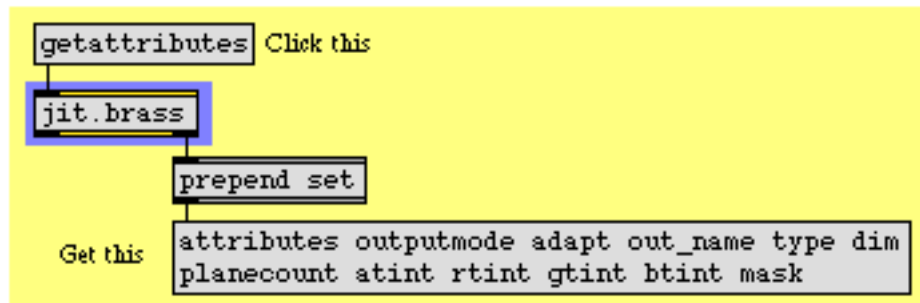 getattributes Click this
jit.brass
prepend set
Get this
attributes outputmode adapt out_name type dim
planecount atint rtint gtint btint mask